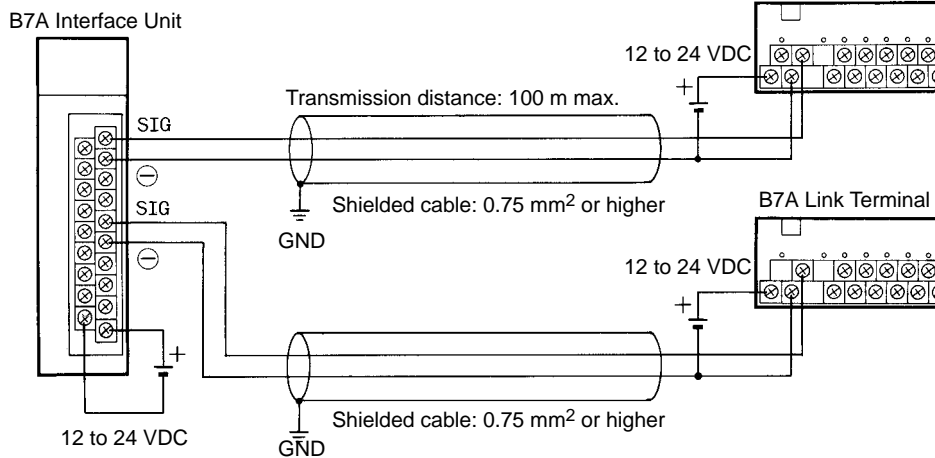 B7A Interface Unit
12 to 24 VDC
Transmission distance: 100 m max.
SIG
Shielded cable: 0.75 mm2 or higher
GND
SIG
B7A Link Terminal
12 to 24 VDC
12 to 24 VDC
Shielded cable: 0.75 mm2 or higher
GND